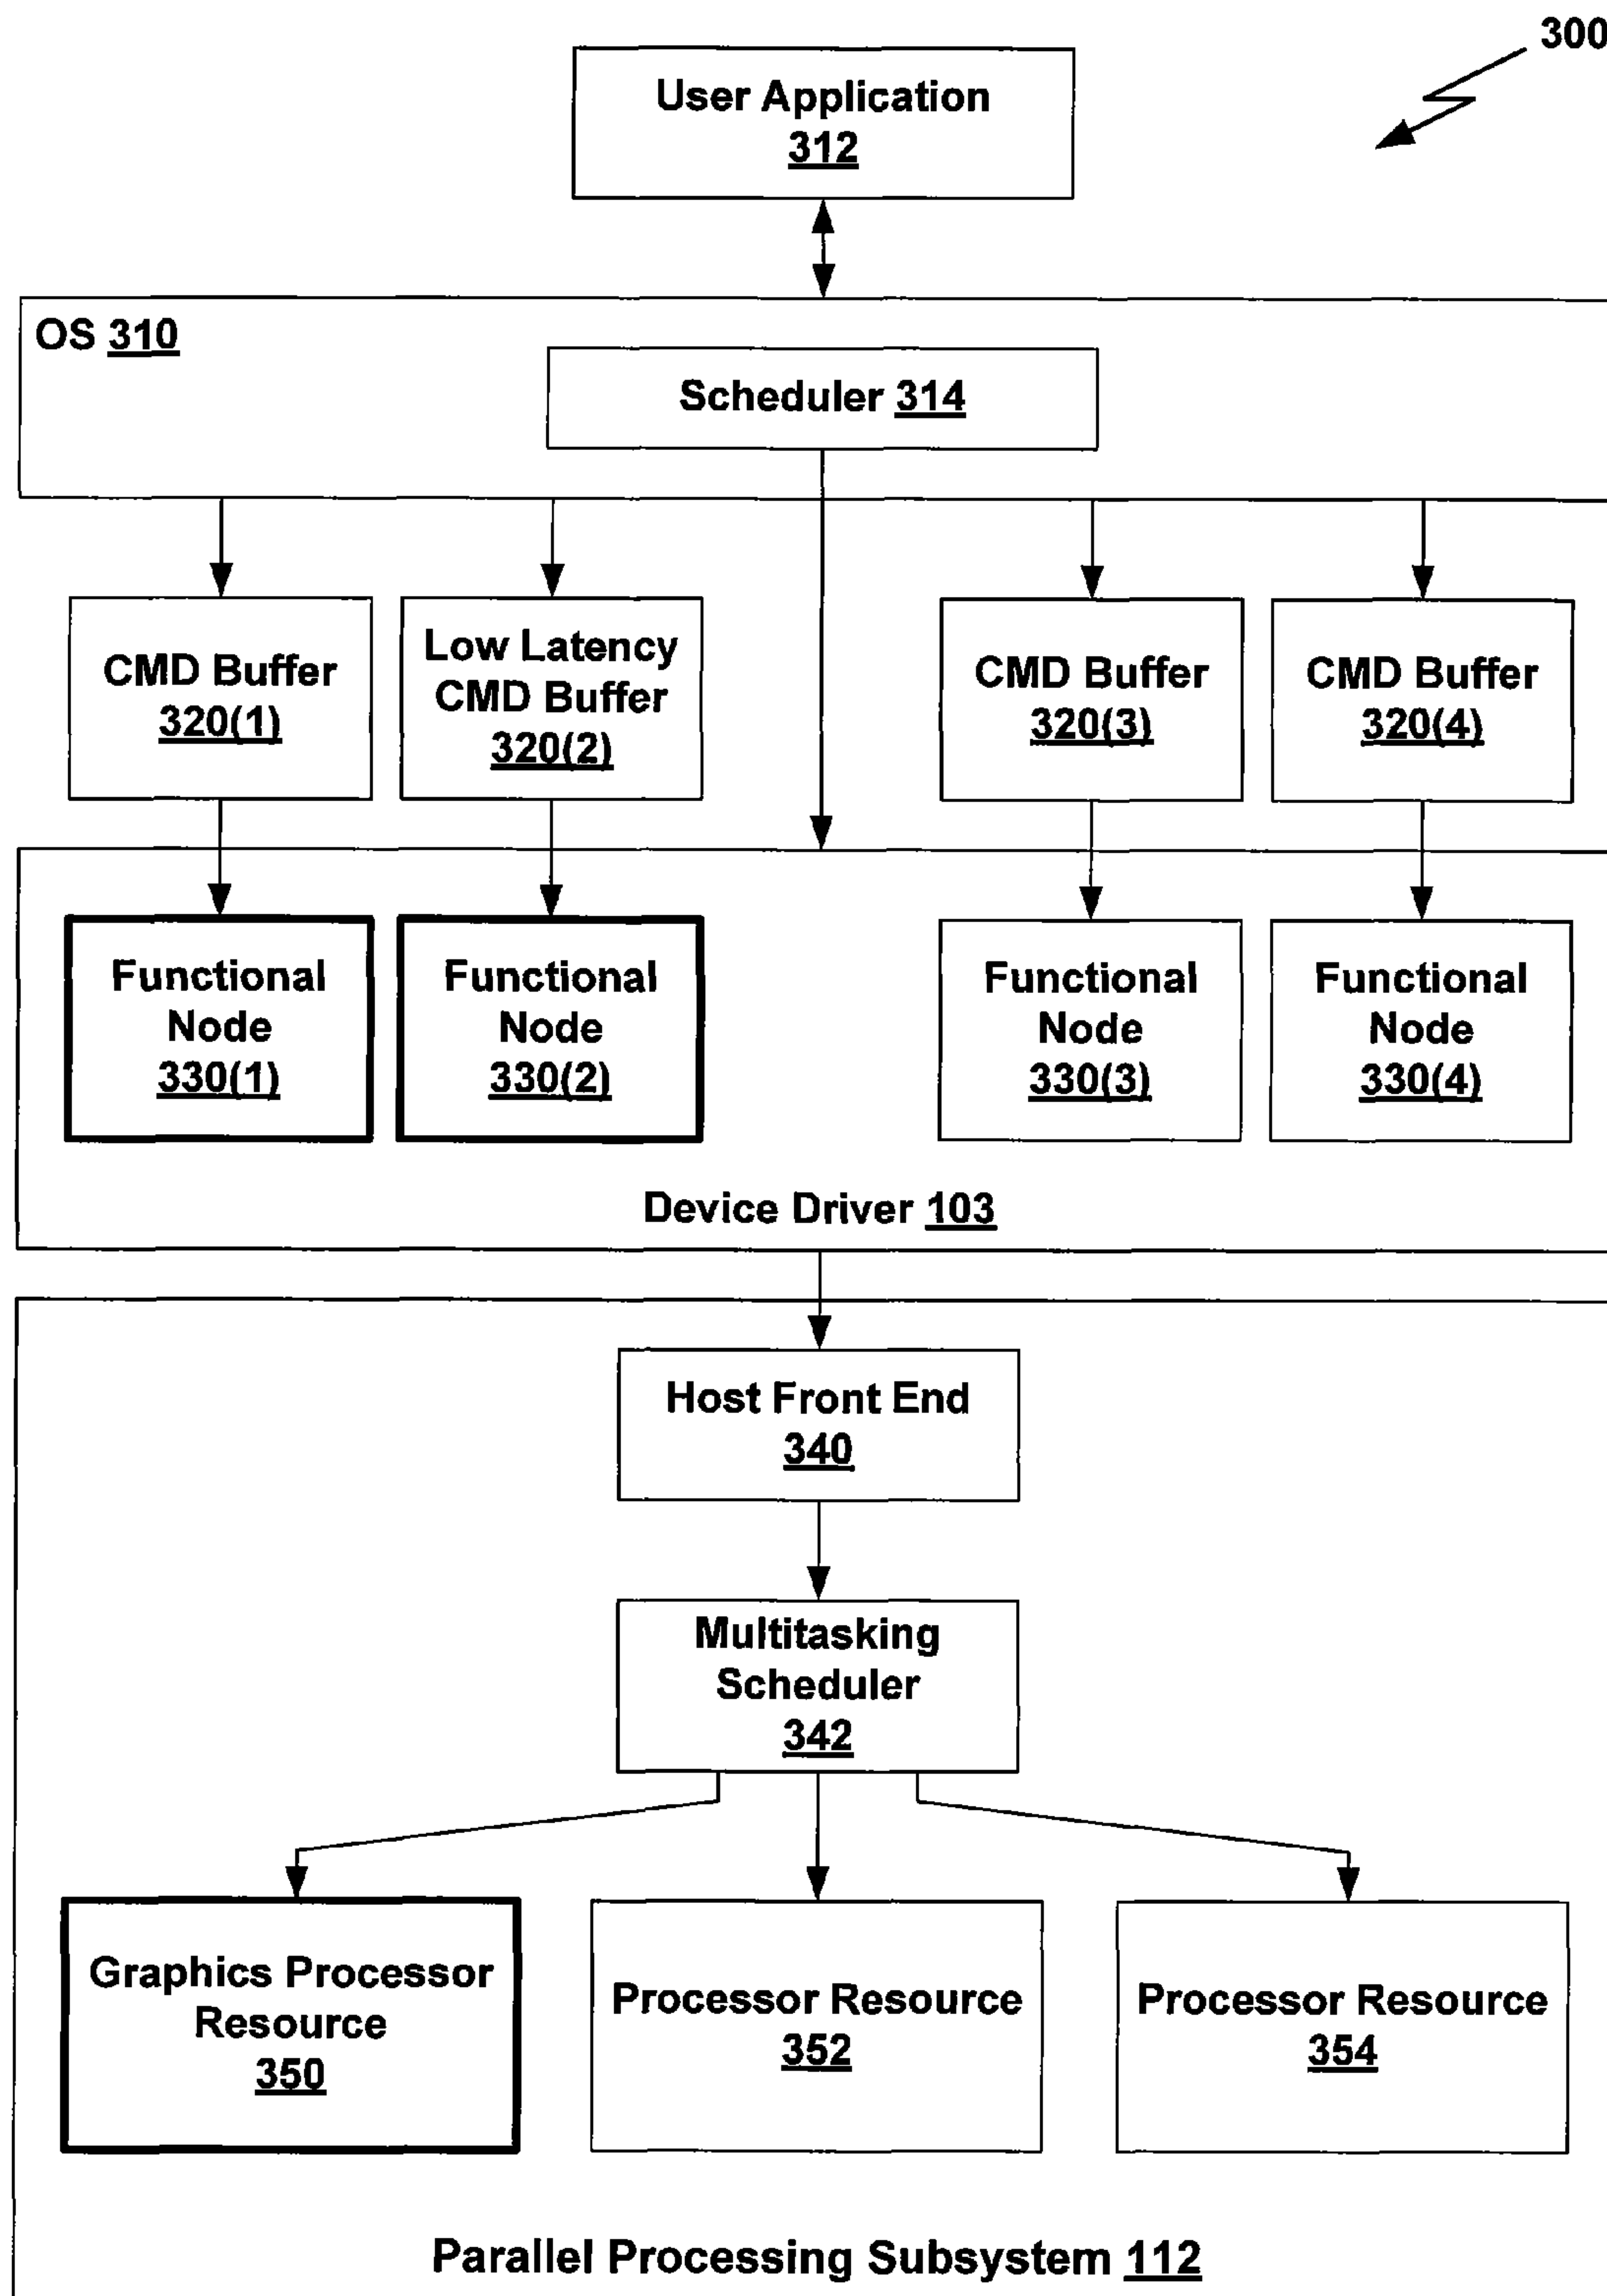 300
User Application
312
OS 310
Scheduler 314
CMD Buffer
320(1)
Low Latency
CMD Buffer
320(2)
CMD Buffer
320(3)
CMD Buffer
320(4)
Functional
Node
330(1)
Functional
Node
330(2)
Functional
Node
330(3)
Functional
Node
330(4)
Device Driver 103
Host Front End
340
Multitasking
Scheduler
342
Graphics Processor
Resource
350
Processor Resource
352
Processor Resource
354
Parallel Processing Subsystem 112